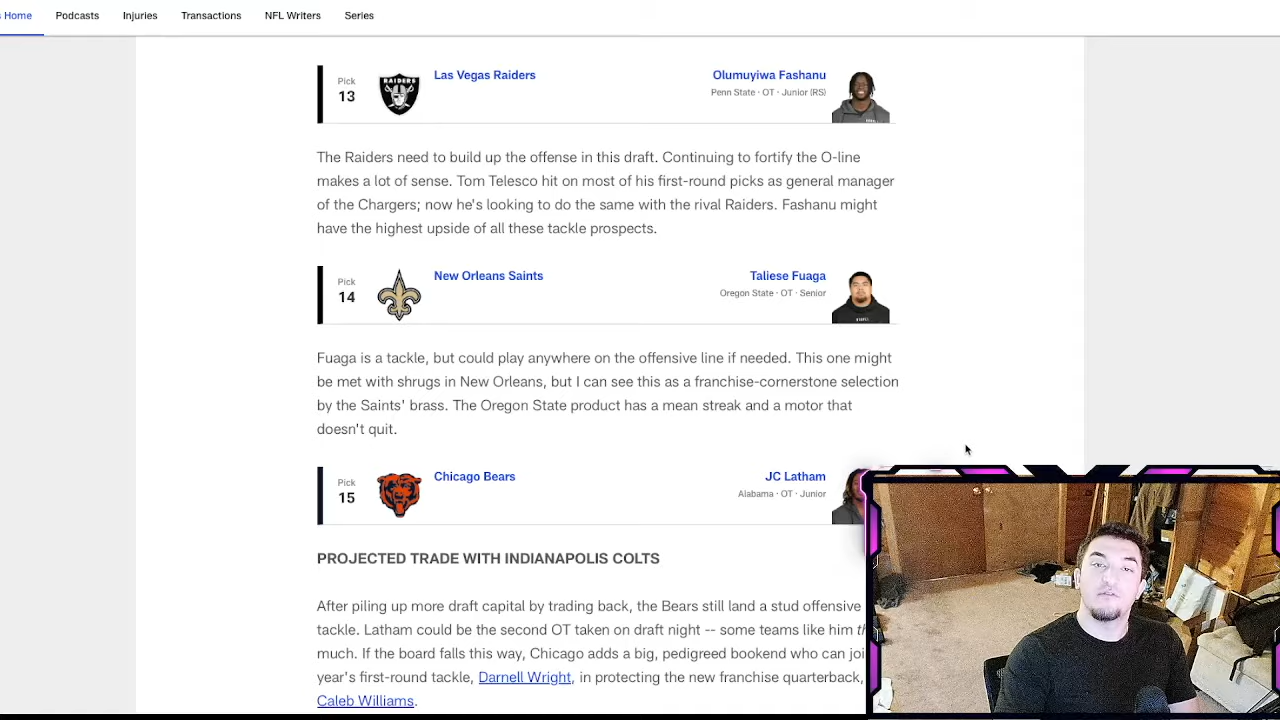 Home
Podcasts
Injuries
Transactions
NFL Writers
Series
Pick
13
RAIDERS
Las Vegas Raiders
Olumuyiwa Fashanu
Penn State · OT · Junior (RS)
The Raiders need to build up the offense in this draft. Continuing to fortify the O-line
makes a lot of sense. Tom Telesco hit on most of his first-round picks as general manager
of the Chargers; now he's looking to do the same with the rival Raiders. Fashanu might
have the highest upside of all these tackle prospects.
Pick
14
New Orleans Saints
Taliese Fuaga
Oregon State · OT · Senior
Fuaga is a tackle, but could play anywhere on the offensive line if needed. This one might
be met with shrugs in New Orleans, but I can see this as a franchise-cornerstone selection
by the Saints' brass. The Oregon State product has a mean streak and a motor that
doesn't quit.
Pick
15
Chicago Bears
JC Latham
Alabama · OT · Junior
PROJECTED TRADE WITH INDIANAPOLIS COLTS
After piling up more draft capital by trading back, the Bears still land a stud offensive
tackle. Latham could be the second OT taken on draft night -- some teams like him
much. If the board falls this way, Chicago adds a big, pedigreed bookend who can
year's first-round tackle, Darnell Wright, in protecting the new franchise quarterback,
Caleb Williams.